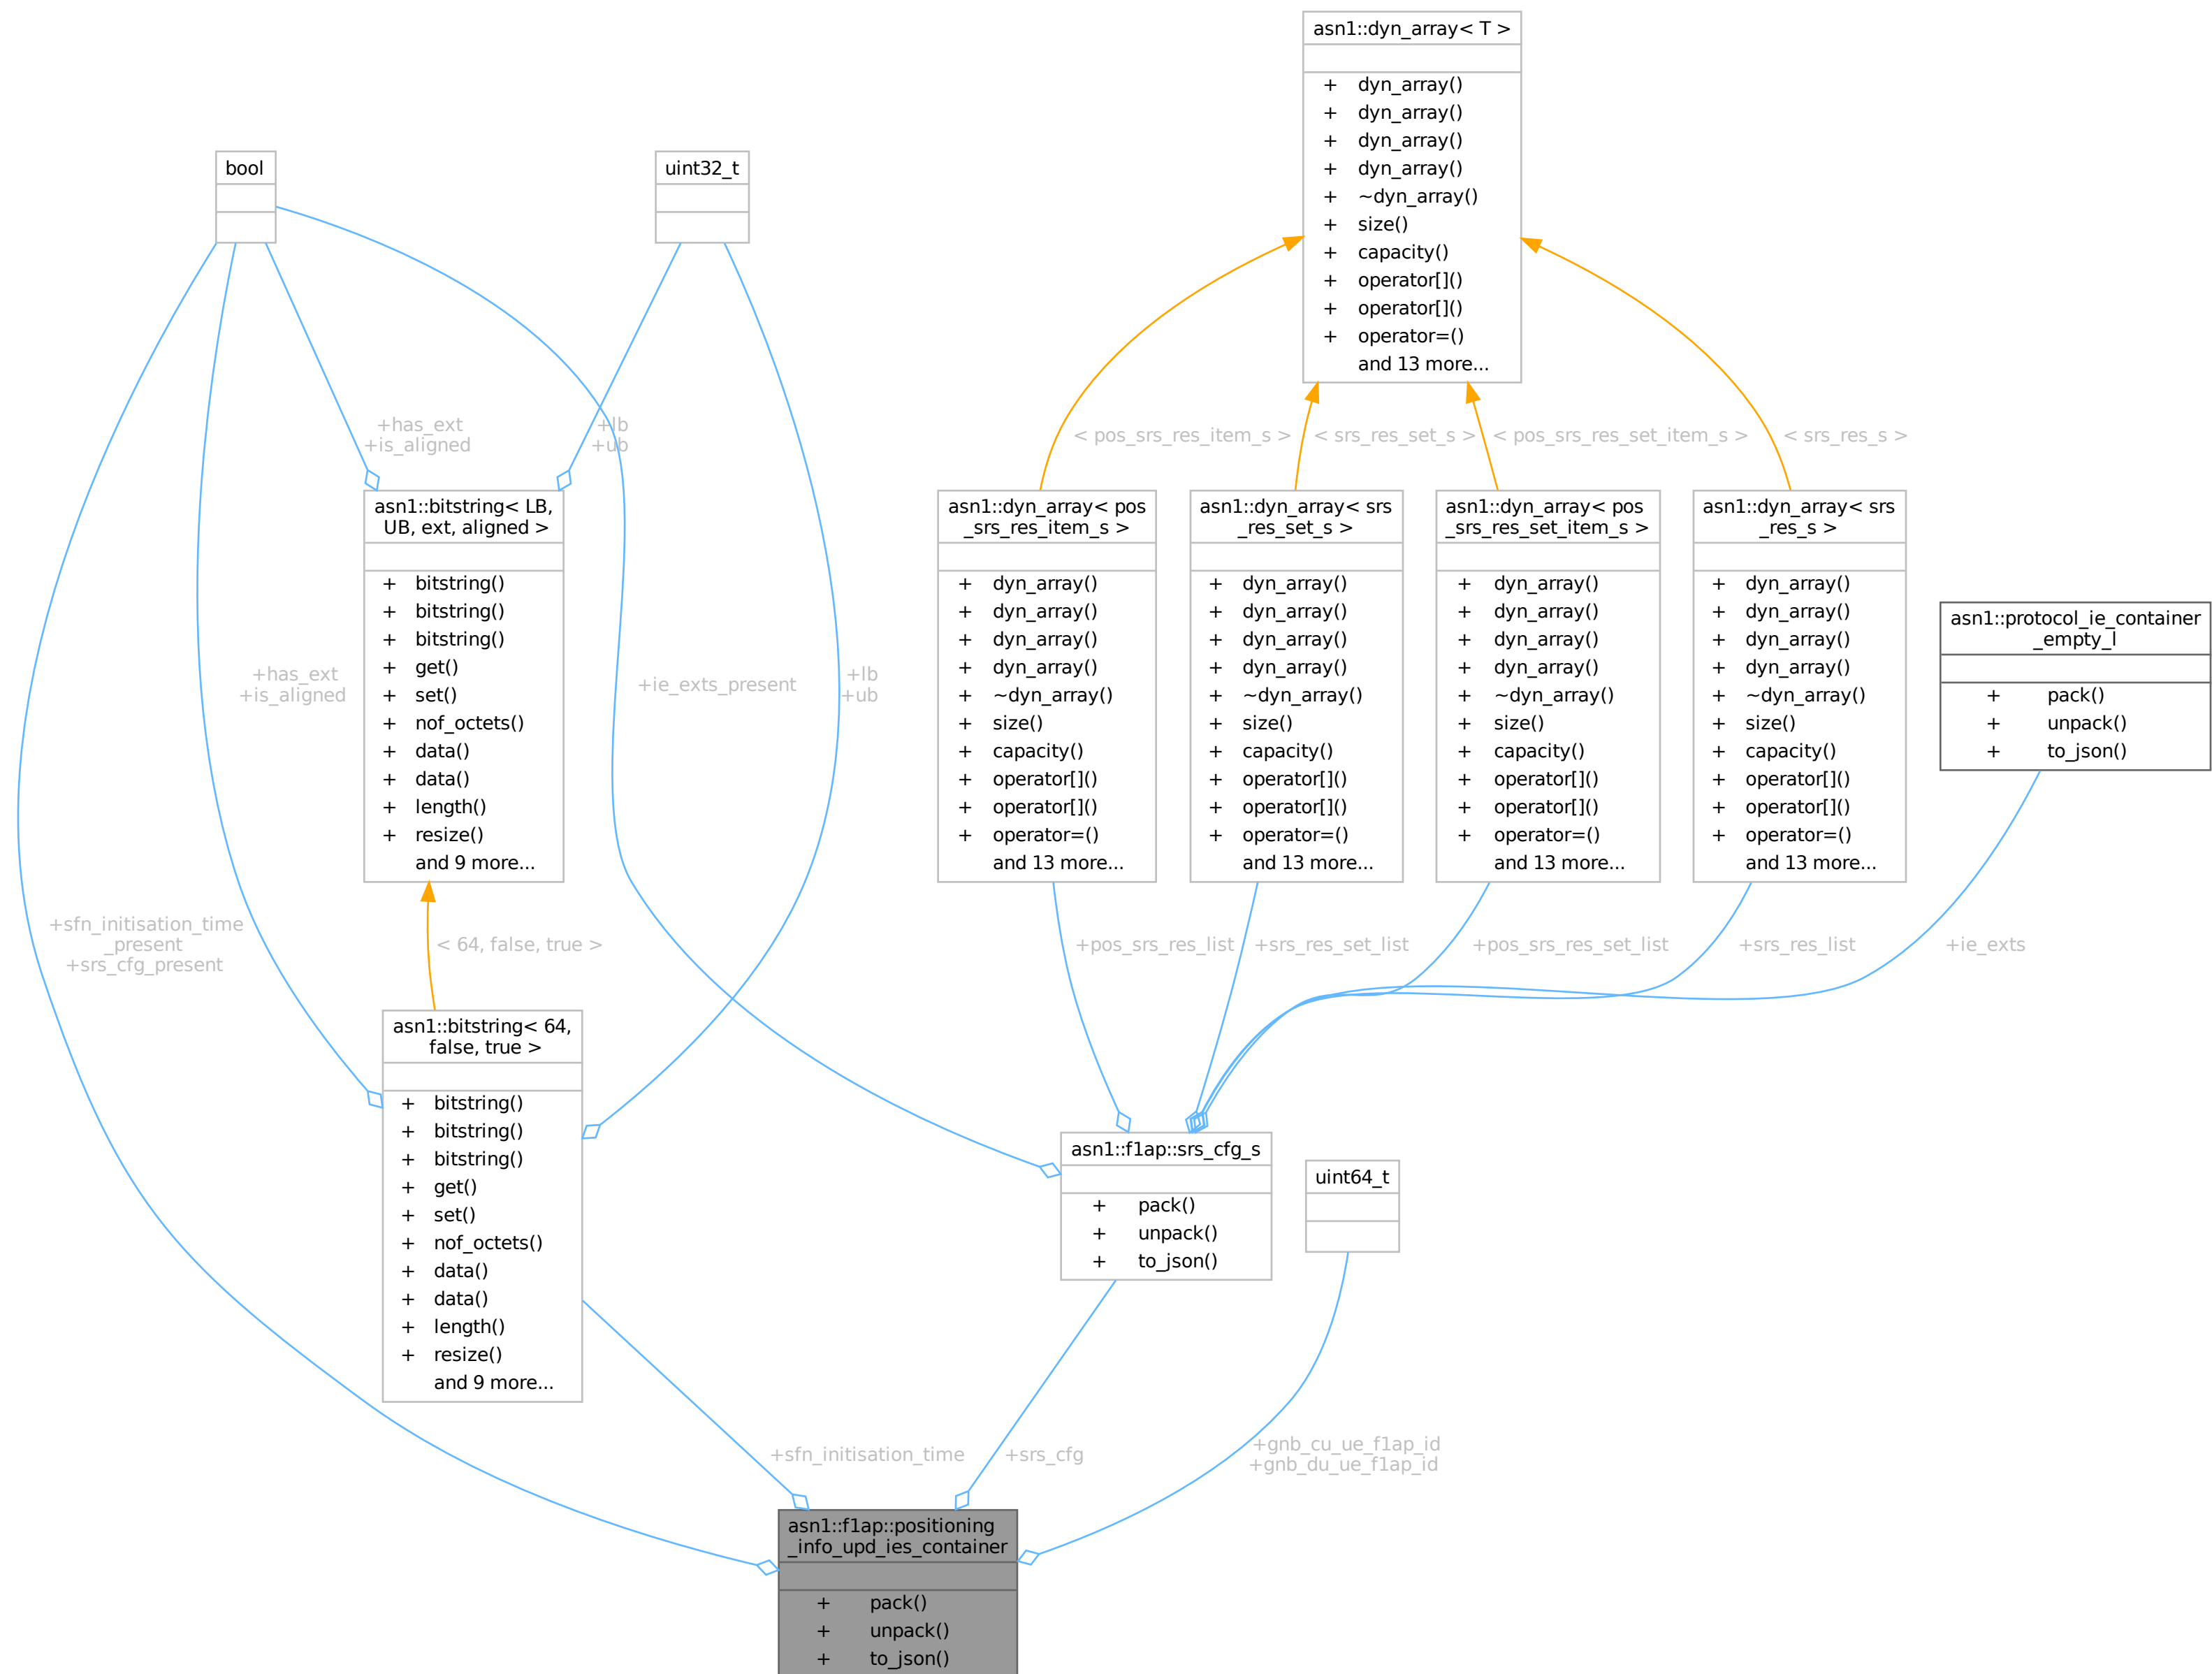 asn1::dyn_array< T >
+ dyn_array()
+ dyn_array()
+ dyn_array()
+ dyn_array()
+ ~dyn_array()
+ size()
+ capacity()
+ operator[]()
+ operator[]()
+ operator=()
and 13 more...
bool
uint32_t
+has_ext
+is_aligned
+lb
+ub
< pos_srs_res_item_s >
< srs_res_set_s >
< pos_srs_res_set_item_s >
< srs_res_s >
asn1::bitstring< LB,
UB, ext, aligned >
+ bitstring()
+ bitstring()
+ bitstring()
+ get()
+ set()
+ nof_octets()
+ data()
+ data()
+ length()
+ resize()
and 9 more...
asn1::dyn_array< pos
_srs_res_item_s >
+ dyn_array()
+ dyn_array()
+ dyn_array()
+ dyn_array()
+ ~dyn_array()
+ size()
+ capacity()
+ operator[]()
+ operator[]()
+ operator=()
and 13 more...
asn1::dyn_array< srs
_res_set_s >
+ dyn_array()
+ dyn_array()
+ dyn_array()
+ dyn_array()
+ ~dyn_array()
+ size()
+ capacity()
+ operator[]()
+ operator[]()
+ operator=()
and 13 more...
asn1::dyn_array< pos
_srs_res_set_item_s >
+ dyn_array()
+ dyn_array()
+ dyn_array()
+ dyn_array()
+ ~dyn_array()
+ size()
+ capacity()
+ operator[]()
+ operator[]()
+ operator=()
and 13 more...
asn1::dyn_array< srs
_res_s >
+ dyn_array()
+ dyn_array()
+ dyn_array()
+ dyn_array()
+ ~dyn_array()
+ size()
+ capacity()
+ operator[]()
+ operator[]()
+ operator=()
and 13 more...
asn1::protocol_ie_container
_empty_l
+ pack()
+ unpack()
+ to_json()
+has_ext
+is_aligned
+ie_exts_present
+lb
+ub
+sfn_initisation_time
_present
+srs_cfg_present
< 64, false, true >
+pos_srs_res_list
+srs_res_set_list
+pos_srs_res_set_list
+srs_res_list
+ie_exts
asn1::bitstring< 64,
false, true >
+ bitstring()
+ bitstring()
+ bitstring()
+ get()
+ set()
+ nof_octets()
+ data()
+ data()
+ length()
+ resize()
and 9 more...
asn1::f1ap::srs_cfg_s
+ pack()
+ unpack()
+ to_json()
uint64_t
+sfn_initisation_time
+srs_cfg
+gnb_cu_ue_f1ap_id
+gnb_du_ue_f1ap_id
asn1::f1ap::positioning
_info_upd_ies_container
+ pack()
+ unpack()
+ to_json()